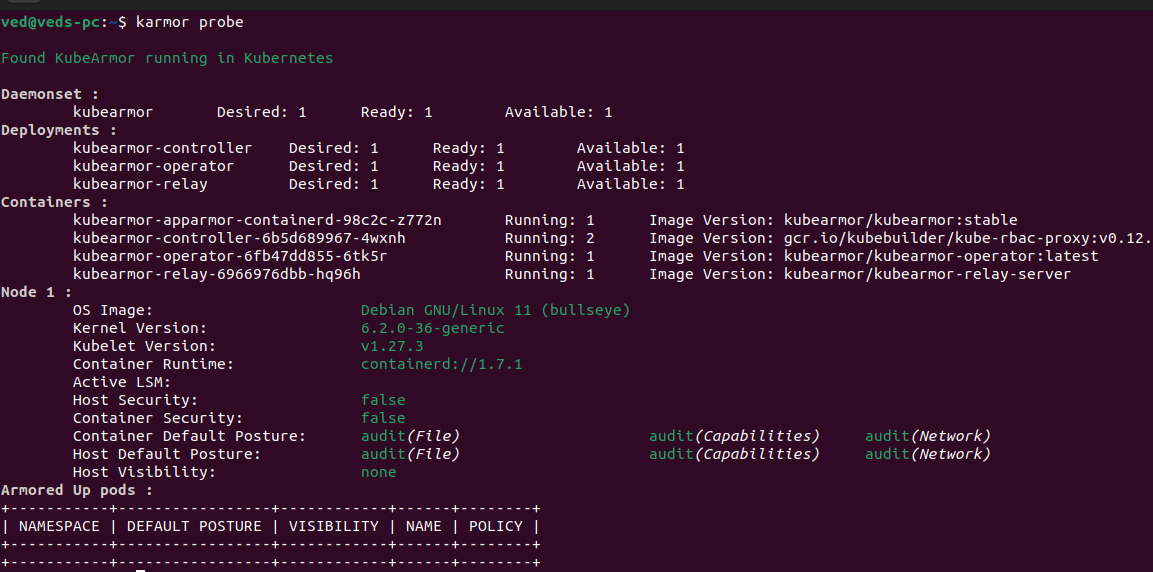 ved@veds-pc:~$ karmor probe
Found KubeArmor running in Kubernetes
Daemonset :
kubearmor Desired: 1 Ready: 1 Available: 1
Deployments :
kubearmor-controller Desired: 1 Ready: 1 Available: 1
kubearmor-operator Desired: 1 Ready: 1 Available: 1
kubearmor-relay Desired: 1 Ready: 1 Available: 1
Containers :
kubearmor-apparmor-containerd-98c2c-z772n Running: 1 Image Version: kubearmor/kubearmor:stable
kubearmor-controller-6b5d689967-4wxnh Running: 2 Image Version: gcr.io/kubebuilder/kube-rbac-proxy:v0.12.
kubearmor-operator-6fb47dd855-6tk5r Running: 1 Image Version: kubearmor/kubearmor-operator:latest
kubearmor-relay-6966976dbb-hq96h Running: 1 Image Version: kubearmor/kubearmor-relay-server
Node 1 :
OS Image: Debian GNU/Linux 11 (bullseye)
Kernel Version: 6.2.0-36-generic
Kubelet Version: v1.27.3
Container Runtime: containerd://1.7.1
Active LSM:
Host Security: false
Container Security: false
Container Default Posture: audit(File) audit(Capabilities) audit(Network)
Host Default Posture: audit(File) audit(Capabilities) audit(Network)
Host Visibility: none
Armored Up pods :
+-----------+-----------------+------------+------+--------+
| NAMESPACE | DEFAULT POSTURE | VISIBILITY | NAME | POLICY |
+-----------+-----------------+------------+------+--------+
+-----------+-----------------+------------+------+--------+